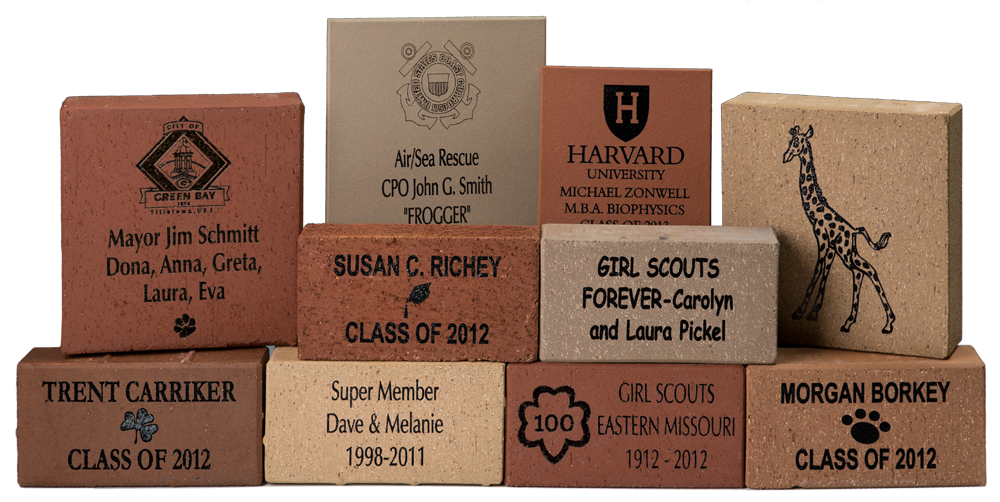 UNITED STATES COAST GUARD
Air/Sea Rescue
CPO John G. Smith
"FROGGER"
H
HARVARD
UNIVERSITY
MICHAEL ZONWELL
M.B.A. BIOPHYSICS
CLASS OF 2012
CITY OF
GREEN BAY
Titletown, U.S.A.
Mayor Jim Schmitt
Dona, Anna, Greta,
Laura, Eva
SUSAN C. RICHEY
CLASS OF 2012
GIRL SCOUTS
FOREVER-Carolyn
and Laura Pickel
TRENT CARRIKER
CLASS OF 2012
Super Member
Dave & Melanie
1998-2011
100
GIRL SCOUTS
EASTERN MISSOURI
1912 - 2012
MORGAN BORKEY
CLASS OF 2012